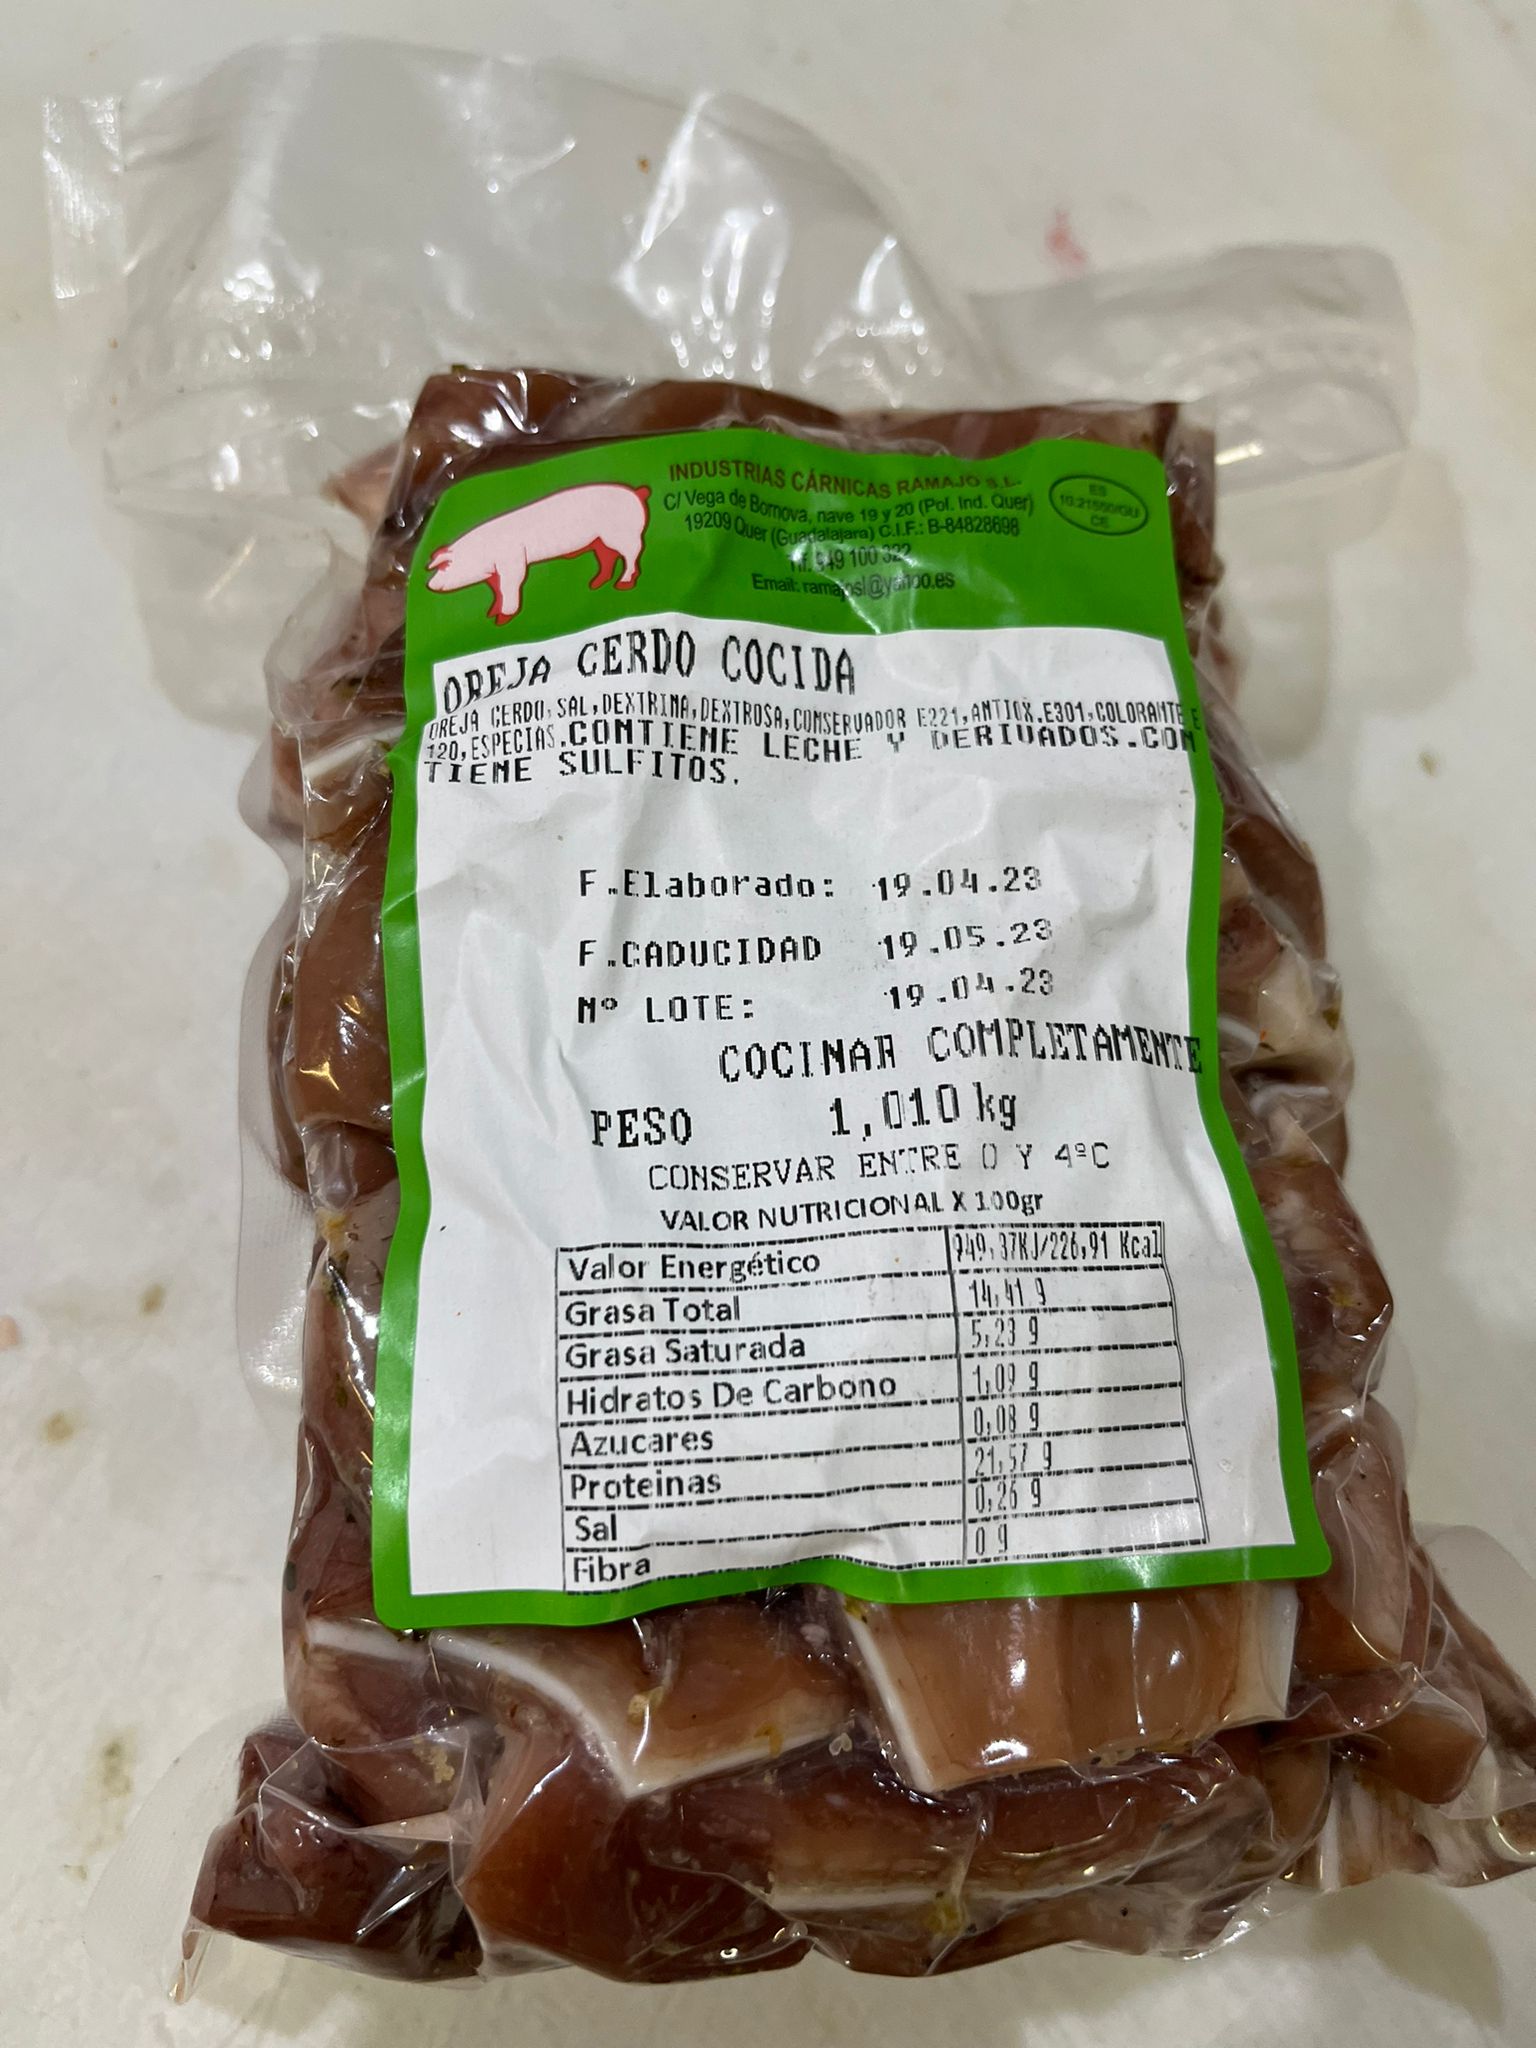 INDUSTRIAS CÁRNICAS RAMAJO S.L.
C/ Vega de Bornova, nave 19 y 20 (Pol. Ind. Quer)
19209 Quer (Guadalajara) C.I.F.: B-84828698
Tlf. 949 100 322
Email: ramajosl@yahoo.es
ES
CE
OREJA CERDO COCIDA
OREJA CERDO, SAL, DEXTRINA, DEXTROSA, CONSERVADOR E221, ANTIOX.E301, COLORANTE E
120, ESPECIAS.CONTIENE LECHE Y DERIVADOS.CON
TIENE SULFITOS.
F.Elaborado: 19.04.23
F.CADUCIDAD 19.05.23
Nº LOTE: 19.04.23
COCINAR COMPLETAMENTE
PESO 1,010 kg
CONSERVAR ENTRE 0 Y 4ºC
VALOR NUTRICIONAL X 100gr
Valor Energético 949,37KJ/226,91 Kcal
Grasa Total 14,41 g
Grasa Saturada 5,23 g
Hidratos De Carbono 1,09 g
Azucares 0,08 g
Proteinas 21,57 g
Sal 0,26 g
Fibra 0 g